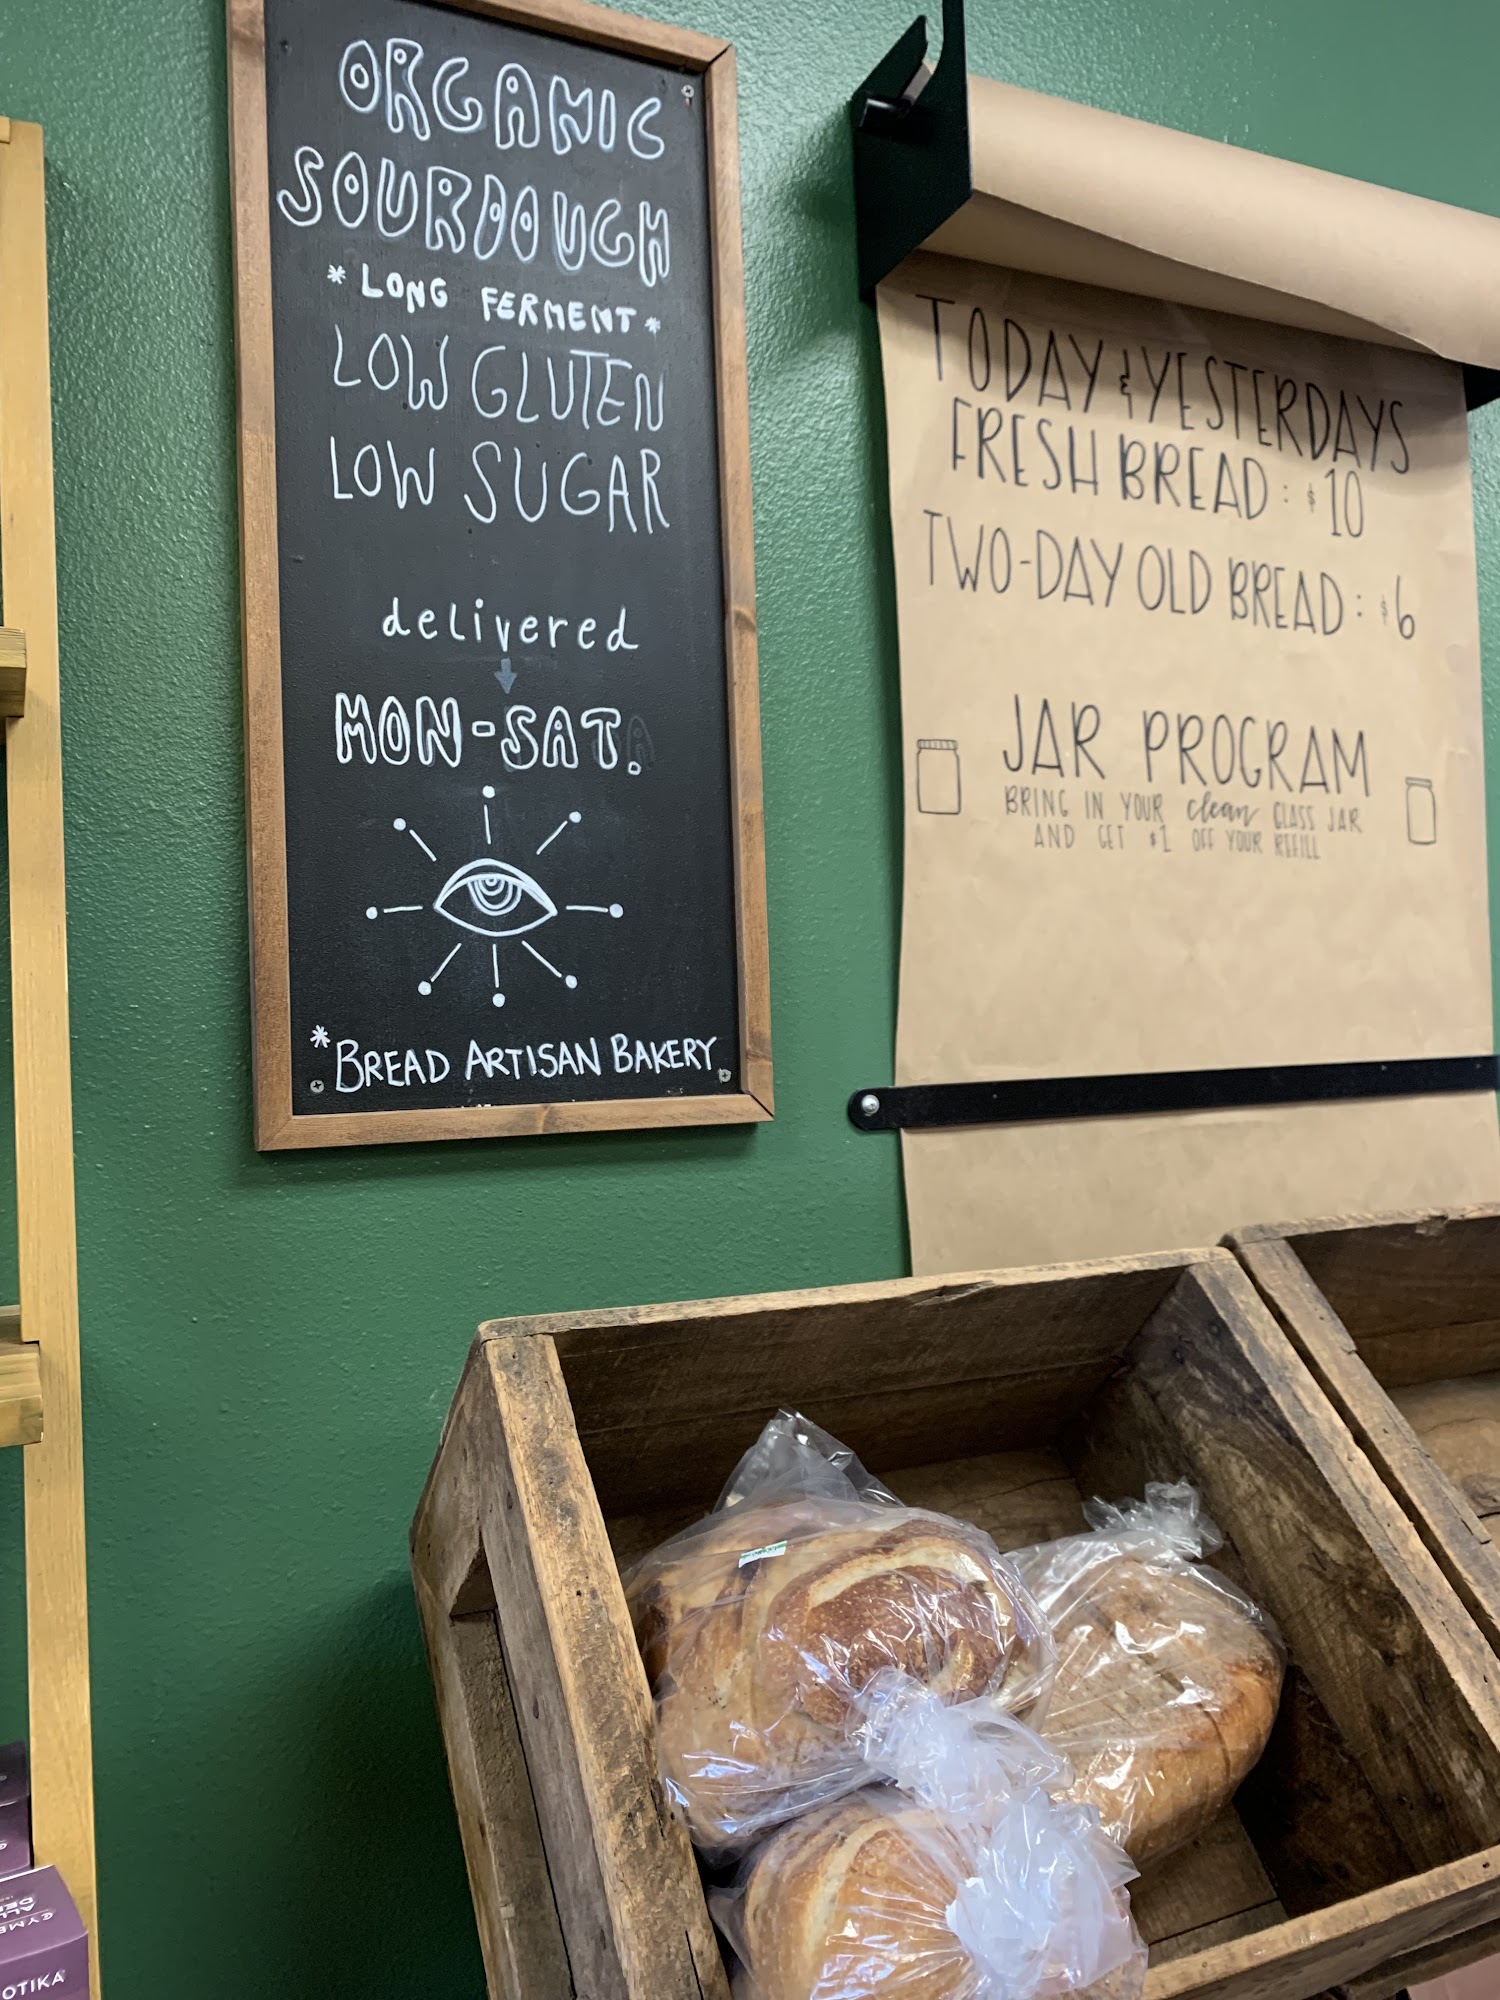 ORGANIC
SOURDOUGH
* LONG FERMENT *
LOW GLUTEN
LOW SUGAR
delivered
MON-SAT.
* BREAD ARTISAN BAKERY
TODAY & YESTERDAYS
FRESH BREAD: $10
TWO-DAY OLD BREAD: $6
JAR PROGRAM
BRING IN YOUR clean GLASS JAR
AND GET $1 OFF YOUR REFILL
OTIKA